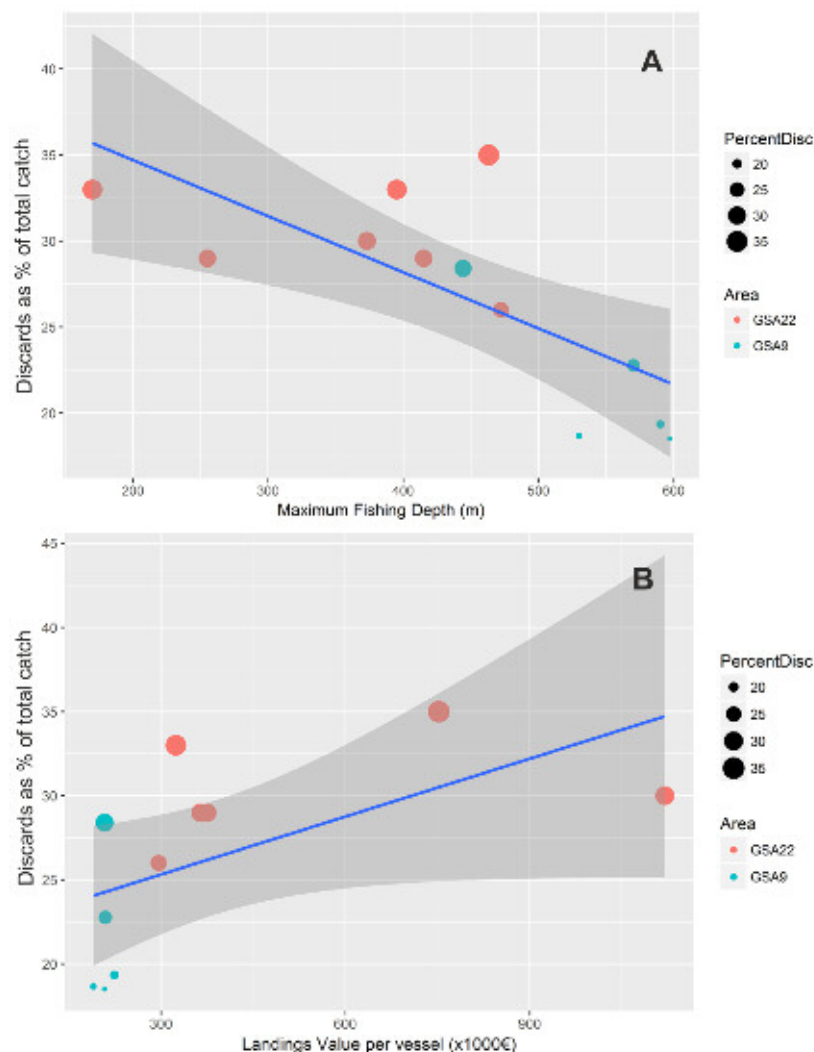 A
40
35
30
25
20
Discards as % of total catch
200 300 400 500 600
Maximum Fishing Depth (m)
PercentDisc
20
25
30
35
Area
GSA22
GSA9
B
45
40
35
30
25
20
Discards as % of total catch
300 600 900
Landings Value per vessel (x1000€)
PercentDisc
20
25
30
35
Area
GSA22
GSA9